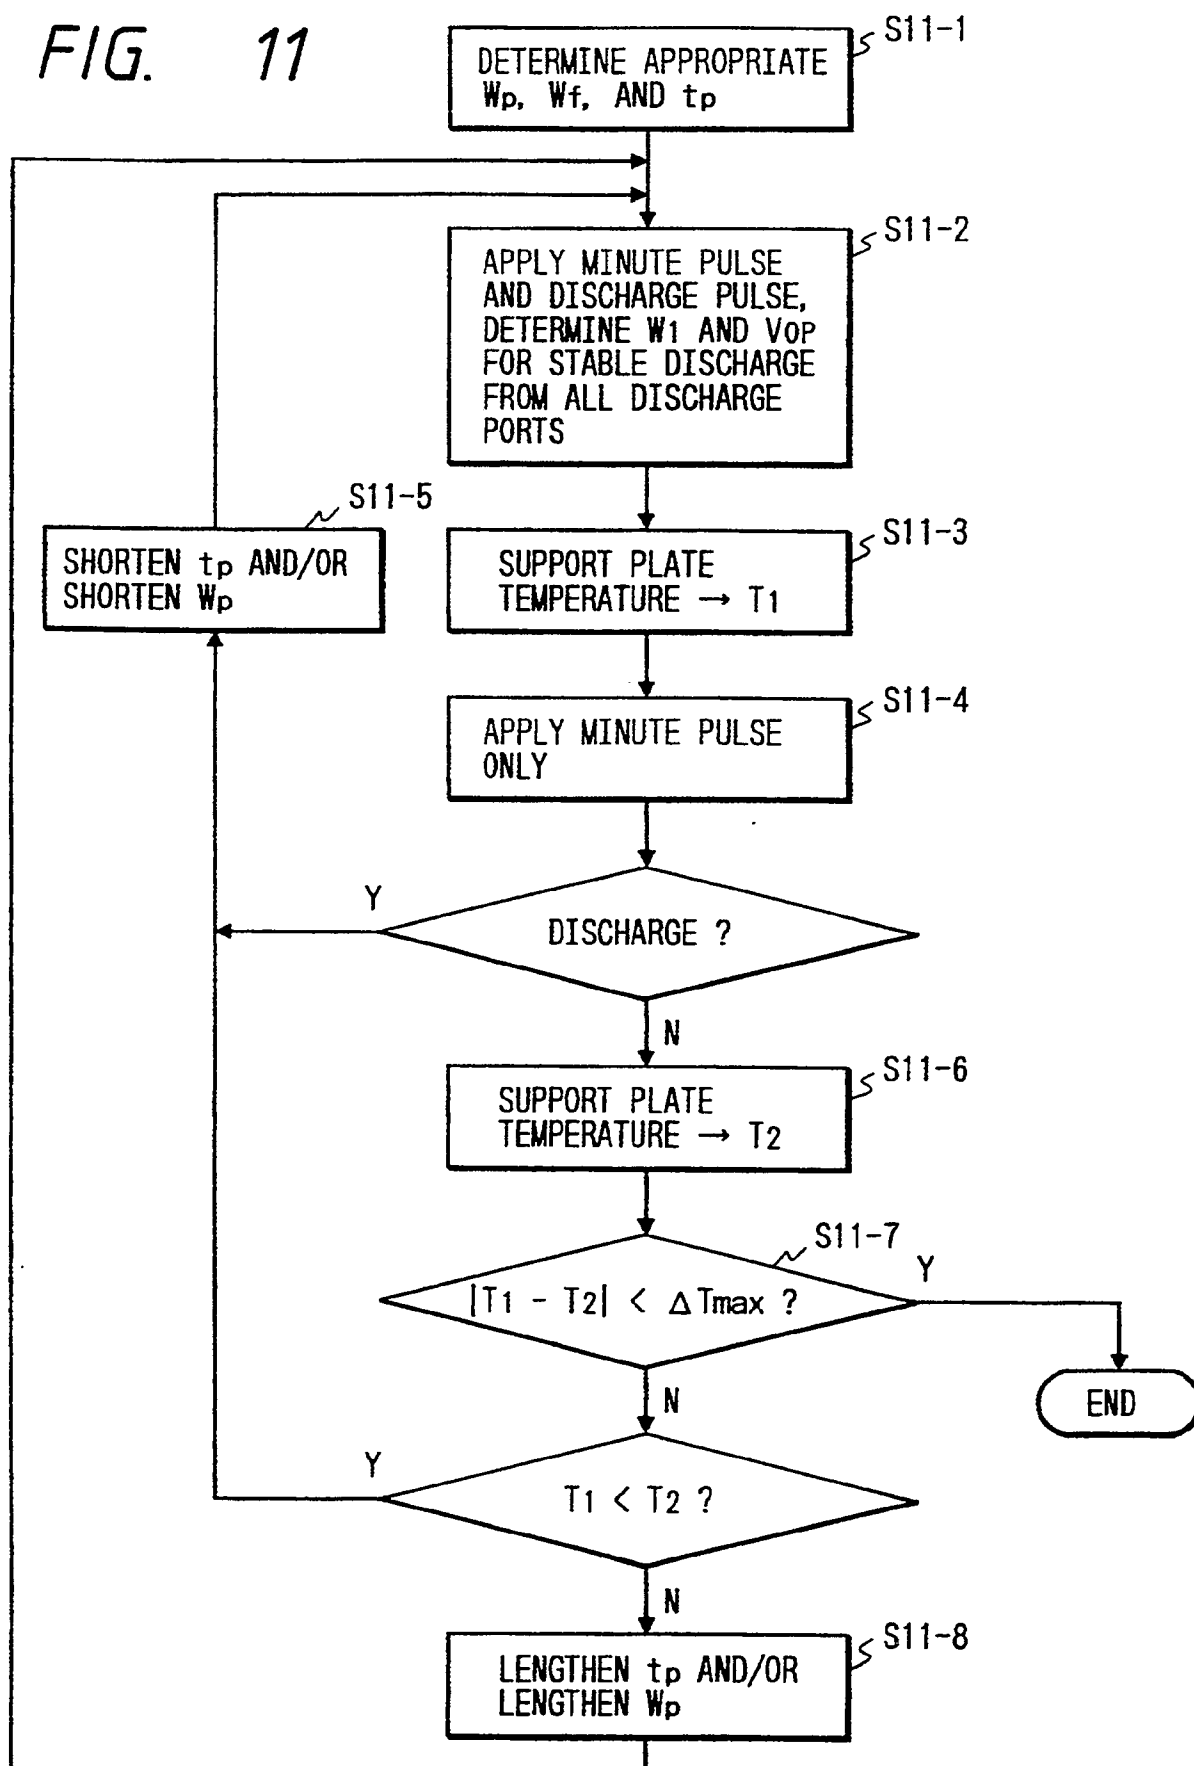 FIG. 11
S11-1
DETERMINE APPROPRIATE
Wp, Wf, AND tp
S11-2
APPLY MINUTE PULSE
AND DISCHARGE PULSE,
DETERMINE W1 AND VOP
FOR STABLE DISCHARGE
FROM ALL DISCHARGE
PORTS
S11-5
SHORTEN tp AND/OR
SHORTEN Wp
S11-3
SUPPORT PLATE
TEMPERATURE → T1
S11-4
APPLY MINUTE PULSE
ONLY
Y
DISCHARGE ?
N
S11-6
SUPPORT PLATE
TEMPERATURE → T2
S11-7
Y
|T1 - T2| < ΔTmax ?
N
END
Y
T1 < T2 ?
N
S11-8
LENGTHEN tp AND/OR
LENGTHEN Wp